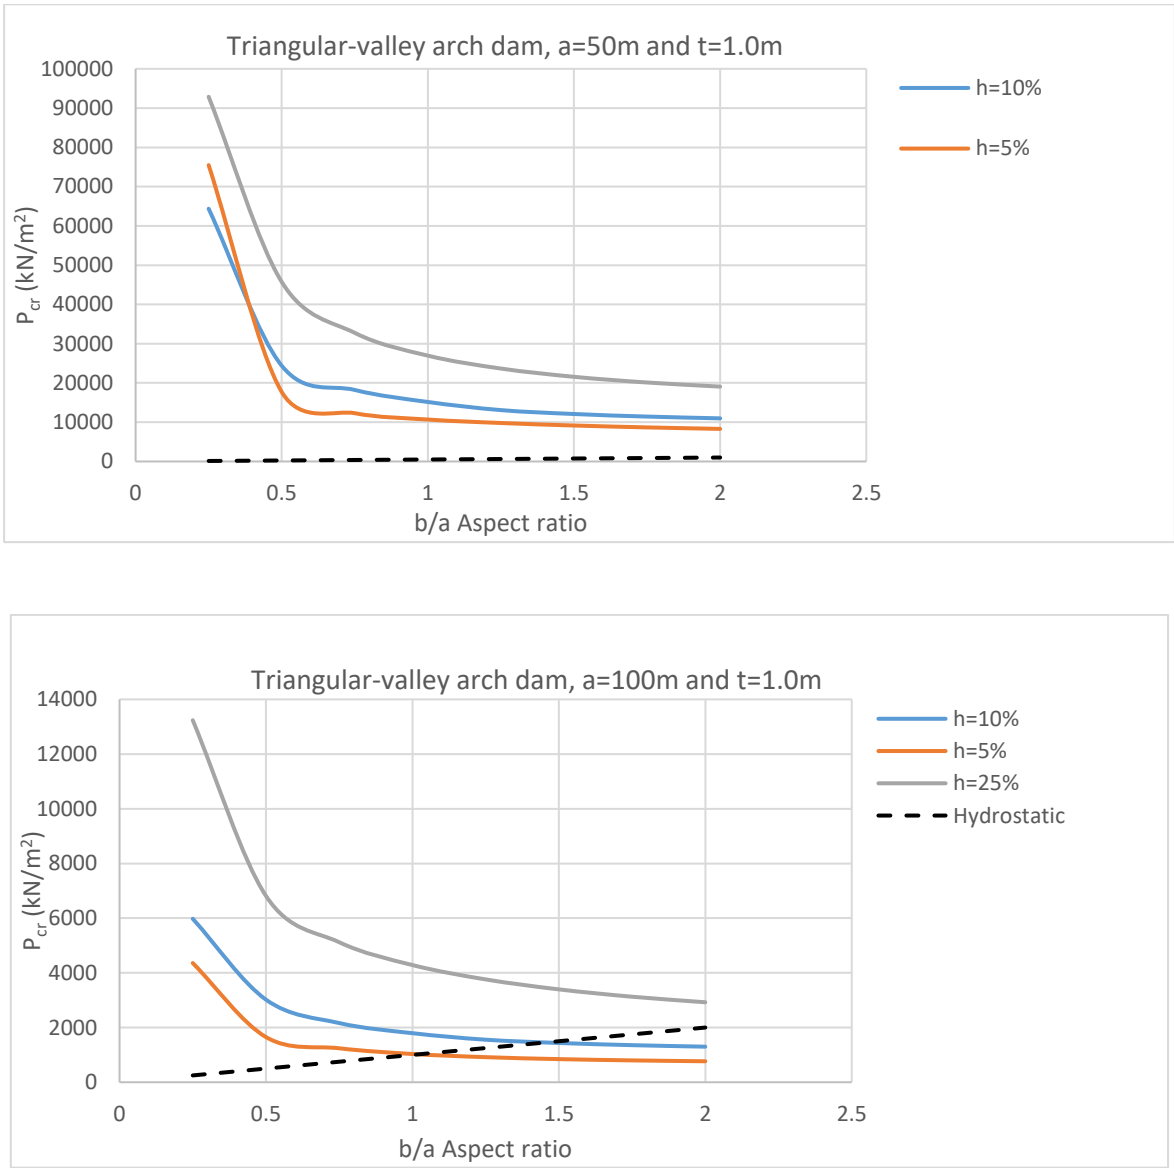 Triangular-valley arch dam, a=50m and t=1.0m
100000
90000
80000
70000
60000
50000
40000
30000
20000
10000
0
P_cr (kN/m²)
0 0.5 1 1.5 2 2.5
b/a Aspect ratio
h=10%
h=5%
Triangular-valley arch dam, a=100m and t=1.0m
14000
12000
10000
8000
6000
4000
2000
0
P_cr (kN/m²)
0 0.5 1 1.5 2 2.5
b/a Aspect ratio
h=10%
h=5%
h=25%
Hydrostatic